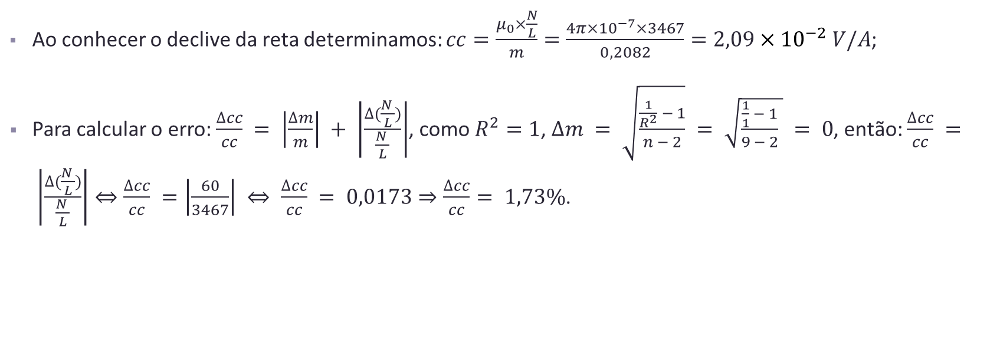 ▪ Ao conhecer o declive da reta determinamos: $cc = \frac{\mu_0 \times \frac{N}{L}}{m} = \frac{4\pi \times 10^{-7} \times 3467}{0,2082} = 2,09 \times 10^{-2}\ V/A$;
▪ Para calcular o erro: $\frac{\Delta cc}{cc} = \left|\frac{\Delta m}{m}\right| + \left|\frac{\Delta(\frac{N}{L})}{\frac{N}{L}}\right|$, como $R^2 = 1$, $\Delta m = \sqrt{\frac{\frac{1}{R^2} - 1}{n - 2}} = \sqrt{\frac{\frac{1}{1} - 1}{9 - 2}} = 0$, então: $\frac{\Delta cc}{cc} =$
$\left|\frac{\Delta(\frac{N}{L})}{\frac{N}{L}}\right| \Leftrightarrow \frac{\Delta cc}{cc} = \left|\frac{60}{3467}\right| \Leftrightarrow \frac{\Delta cc}{cc} = 0,0173 \Rightarrow \frac{\Delta cc}{cc} = 1,73\%.$